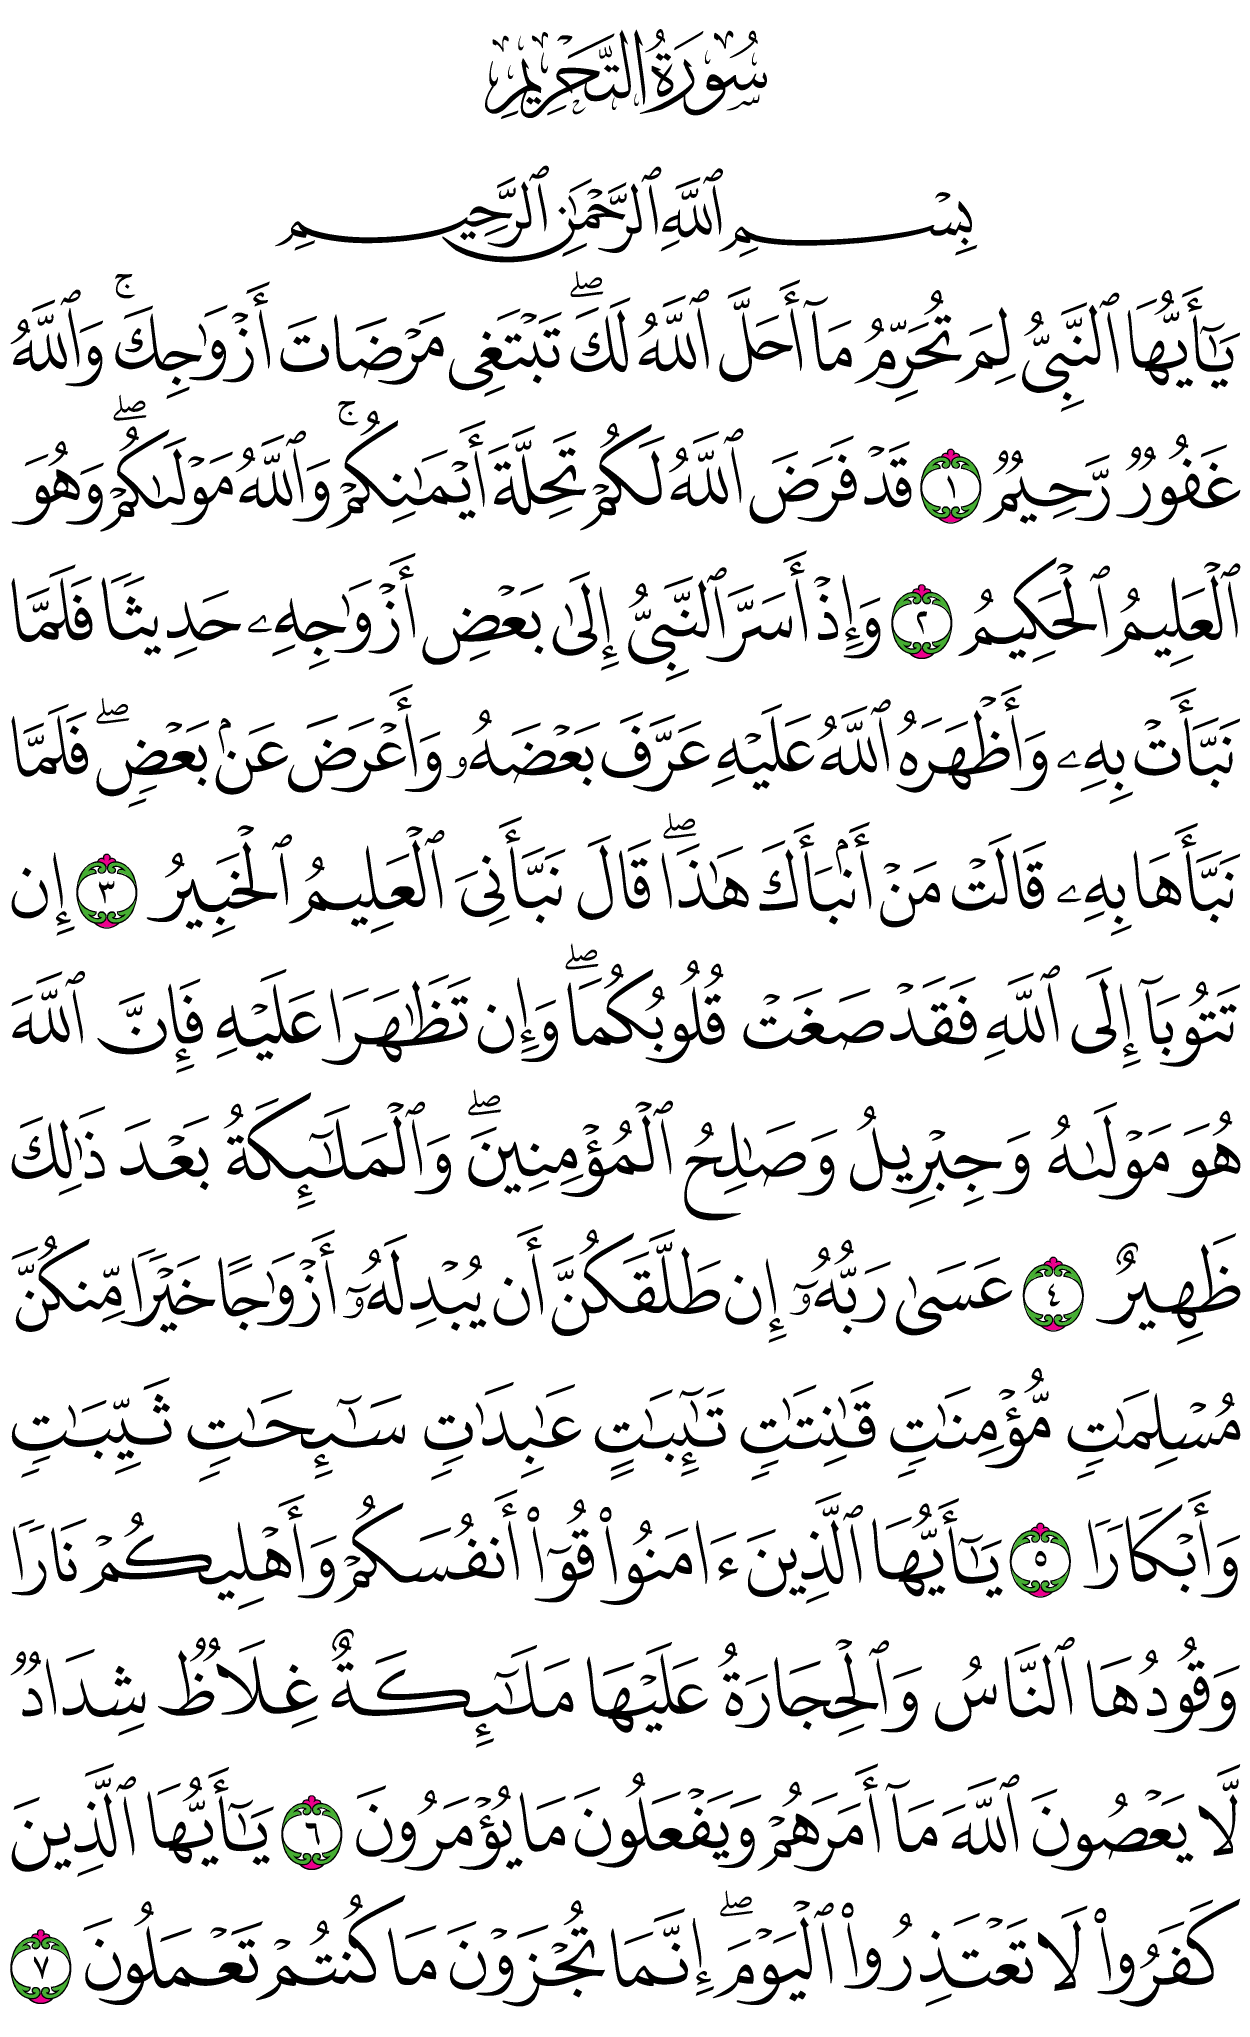 سُورَةُ التَّحْرِيمِ
بِسْمِ ٱللَّهِ ٱلرَّحْمَٰنِ ٱلرَّحِيمِ
يَٰٓأَيُّهَا ٱلنَّبِىُّ لِمَ تُحَرِّمُ مَآ أَحَلَّ ٱللَّهُ لَكَۖ تَبْتَغِى مَرْضَاتَ أَزْوَٰجِكَۚ وَٱللَّهُ
غَفُورٌ رَّحِيمٌ ١ قَدْ فَرَضَ ٱللَّهُ لَكُمْ تَحِلَّةَ أَيْمَٰنِكُمْۚ وَٱللَّهُ مَوْلَىٰكُمْۖ وَهُوَ
ٱلْعَلِيمُ ٱلْحَكِيمُ ٢ وَإِذْ أَسَرَّ ٱلنَّبِىُّ إِلَىٰ بَعْضِ أَزْوَٰجِهِۦ حَدِيثًا فَلَمَّا
نَبَّأَتْ بِهِۦ وَأَظْهَرَهُ ٱللَّهُ عَلَيْهِ عَرَّفَ بَعْضَهُۥ وَأَعْرَضَ عَنۢ بَعْضٍۖ فَلَمَّا
نَبَّأَهَا بِهِۦ قَالَتْ مَنْ أَنۢبَأَكَ هَٰذَاۖ قَالَ نَبَّأَنِىَ ٱلْعَلِيمُ ٱلْخَبِيرُ ٣ إِن
تَتُوبَآ إِلَى ٱللَّهِ فَقَدْ صَغَتْ قُلُوبُكُمَاۖ وَإِن تَظَٰهَرَا عَلَيْهِ فَإِنَّ ٱللَّهَ
هُوَ مَوْلَىٰهُ وَجِبْرِيلُ وَصَٰلِحُ ٱلْمُؤْمِنِينَۖ وَٱلْمَلَٰٓئِكَةُ بَعْدَ ذَٰلِكَ
ظَهِيرٌ ٤ عَسَىٰ رَبُّهُۥٓ إِن طَلَّقَكُنَّ أَن يُبْدِلَهُۥٓ أَزْوَٰجًا خَيْرًا مِّنكُنَّ
مُسْلِمَٰتٍ مُّؤْمِنَٰتٍ قَٰنِتَٰتٍ تَٰٓئِبَٰتٍ عَٰبِدَٰتٍ سَٰٓئِحَٰتٍ ثَيِّبَٰتٍ
وَأَبْكَارًا ٥ يَٰٓأَيُّهَا ٱلَّذِينَ ءَامَنُوا۟ قُوٓا۟ أَنفُسَكُمْ وَأَهْلِيكُمْ نَارًا
وَقُودُهَا ٱلنَّاسُ وَٱلْحِجَارَةُ عَلَيْهَا مَلَٰٓئِكَةٌ غِلَاظٌ شِدَادٌ
لَّا يَعْصُونَ ٱللَّهَ مَآ أَمَرَهُمْ وَيَفْعَلُونَ مَا يُؤْمَرُونَ ٦ يَٰٓأَيُّهَا ٱلَّذِينَ
كَفَرُوا۟ لَا تَعْتَذِرُوا۟ ٱلْيَوْمَۖ إِنَّمَا تُجْزَوْنَ مَا كُنتُمْ تَعْمَلُونَ ٧